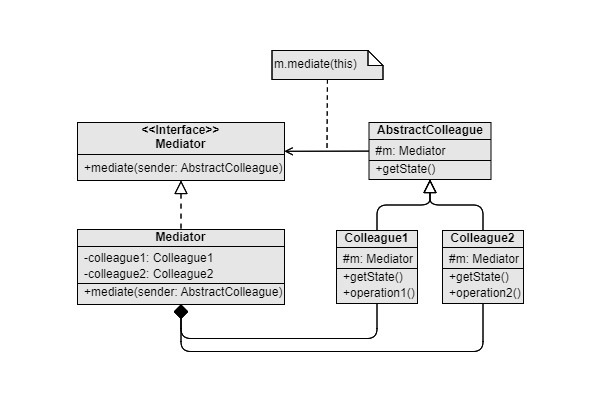 m.mediate(this)
<<Interface>>
Mediator
+mediate(sender: AbstractColleague)
AbstractColleague
#m: Mediator
+getState()
Mediator
-colleague1: Colleague1
-colleague2: Colleague2
+mediate(sender: AbstractColleague)
Colleague1
#m: Mediator
+getState()
+operation1()
Colleague2
#m: Mediator
+getState()
+operation2()